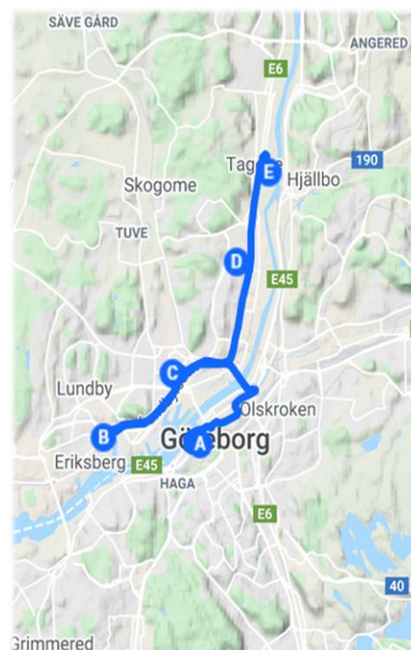 SÄVE GÅRD
ANGERED
E6
190
E
Hjällbo
Skogome
TUVE
D
E45
C
Lundby
Olskroken
B
A
Eriksberg
E45
HAGA
E6
40
Grimmered